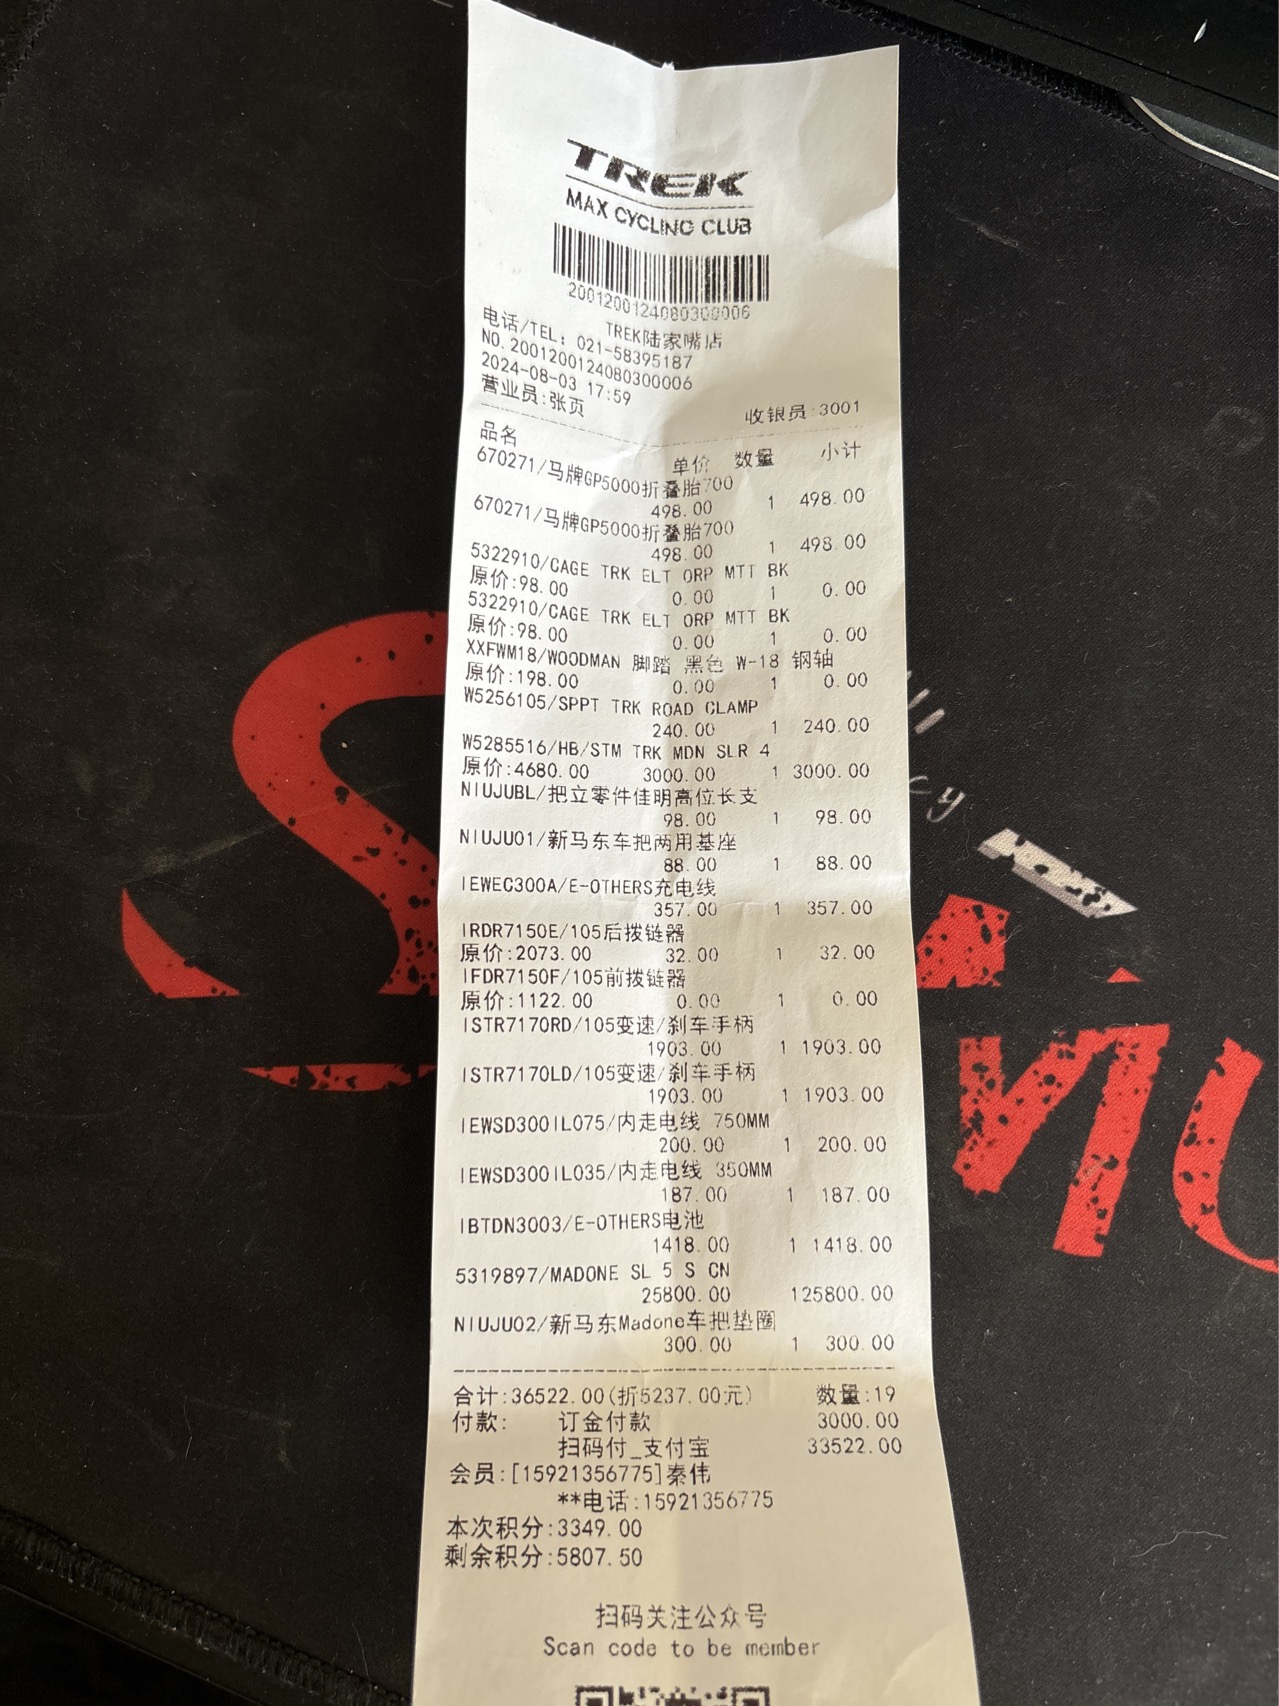 TREK
MAX CYCLING CLUB
2001200124080300006
TREK陆家嘴店
电话/TEL: 021-58395187
NO.2001200124080300006
2024-08-03 17:59
营业员:张页 收银员:3001
品名 单价 数量 小计
670271/马牌GP5000折叠胎700
498.00 1 498.00
670271/马牌GP5000折叠胎700
498.00 1 498.00
5322910/CAGE TRK ELT ORP MTT BK
原价:98.00 0.00 1 0.00
5322910/CAGE TRK ELT ORP MTT BK
原价:98.00 0.00 1 0.00
XXFWM18/WOODMAN 脚踏 黑色 W-18 钢轴
原价:198.00 0.00 1 0.00
W5256105/SPPT TRK ROAD CLAMP
240.00 1 240.00
W5285516/HB/STM TRK MDN SLR 4
原价:4680.00 3000.00 1 3000.00
NIUJUBL/把立零件佳明高位长支
98.00 1 98.00
NIUJU01/新马东车把两用基座
88.00 1 88.00
IEWEC300A/E-OTHERS充电线
357.00 1 357.00
IRDR7150E/105后拨链器
原价:2073.00 32.00 1 32.00
IFDR7150F/105前拨链器
原价:1122.00 0.00 1 0.00
ISTR7170RD/105变速/刹车手柄
1903.00 1 1903.00
ISTR7170LD/105变速/刹车手柄
1903.00 1 1903.00
IEWSD300IL075/内走电线 750MM
200.00 1 200.00
IEWSD300IL035/内走电线 350MM
187.00 1 187.00
IBTDN3003/E-OTHERS电池
1418.00 1 1418.00
5319897/MADONE SL 5 S CN
25800.00 125800.00
NIUJU02/新马东Madone车把垫圈
300.00 1 300.00
合计:36522.00(折5237.00元) 数量:19
付款: 订金付款 3000.00
扫码付_支付宝 33522.00
会员:[15921356775]秦伟
**电话:15921356775
本次积分:3349.00
剩余积分:5807.50
扫码关注公众号
Scan code to be member